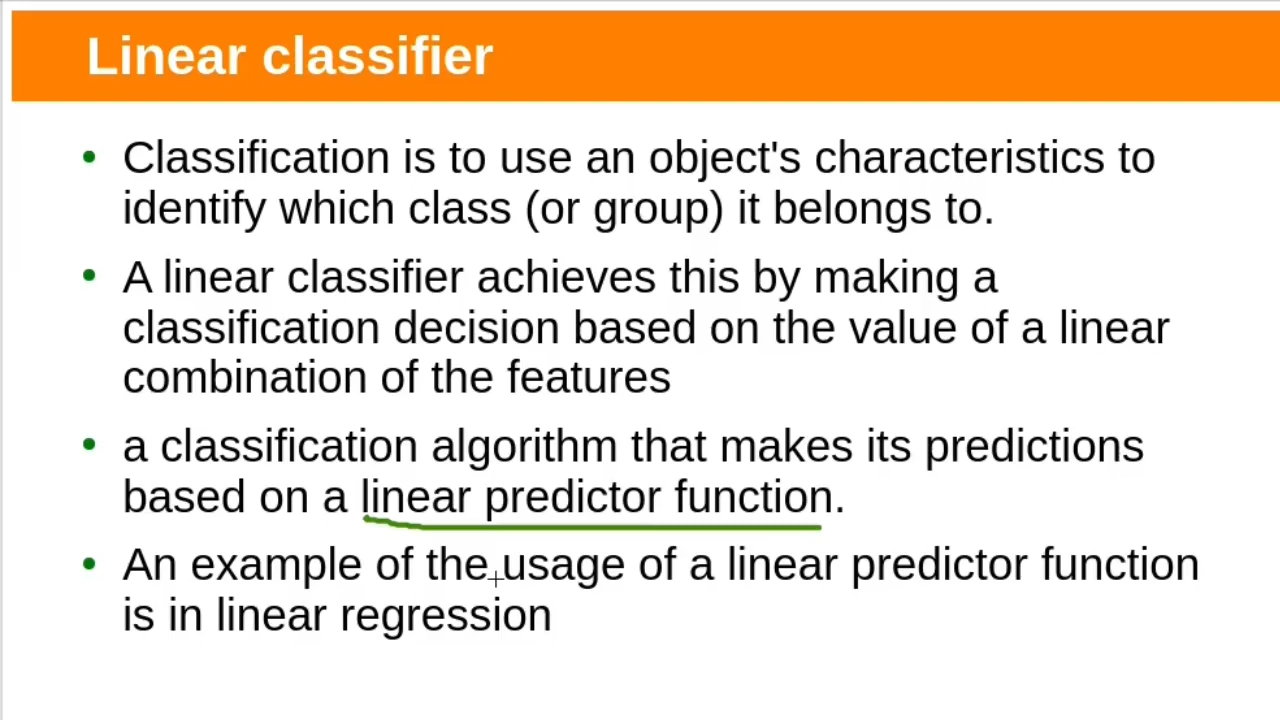 Linear classifier
Classification is to use an object's characteristics to
identify which class (or group) it belongs to.
A linear classifier achieves this by making a
classification decision based on the value of a linear
combination of the features
a classification algorithm that makes its predictions
based on a linear predictor function.
An example of the usage of a linear predictor function
is in linear regression